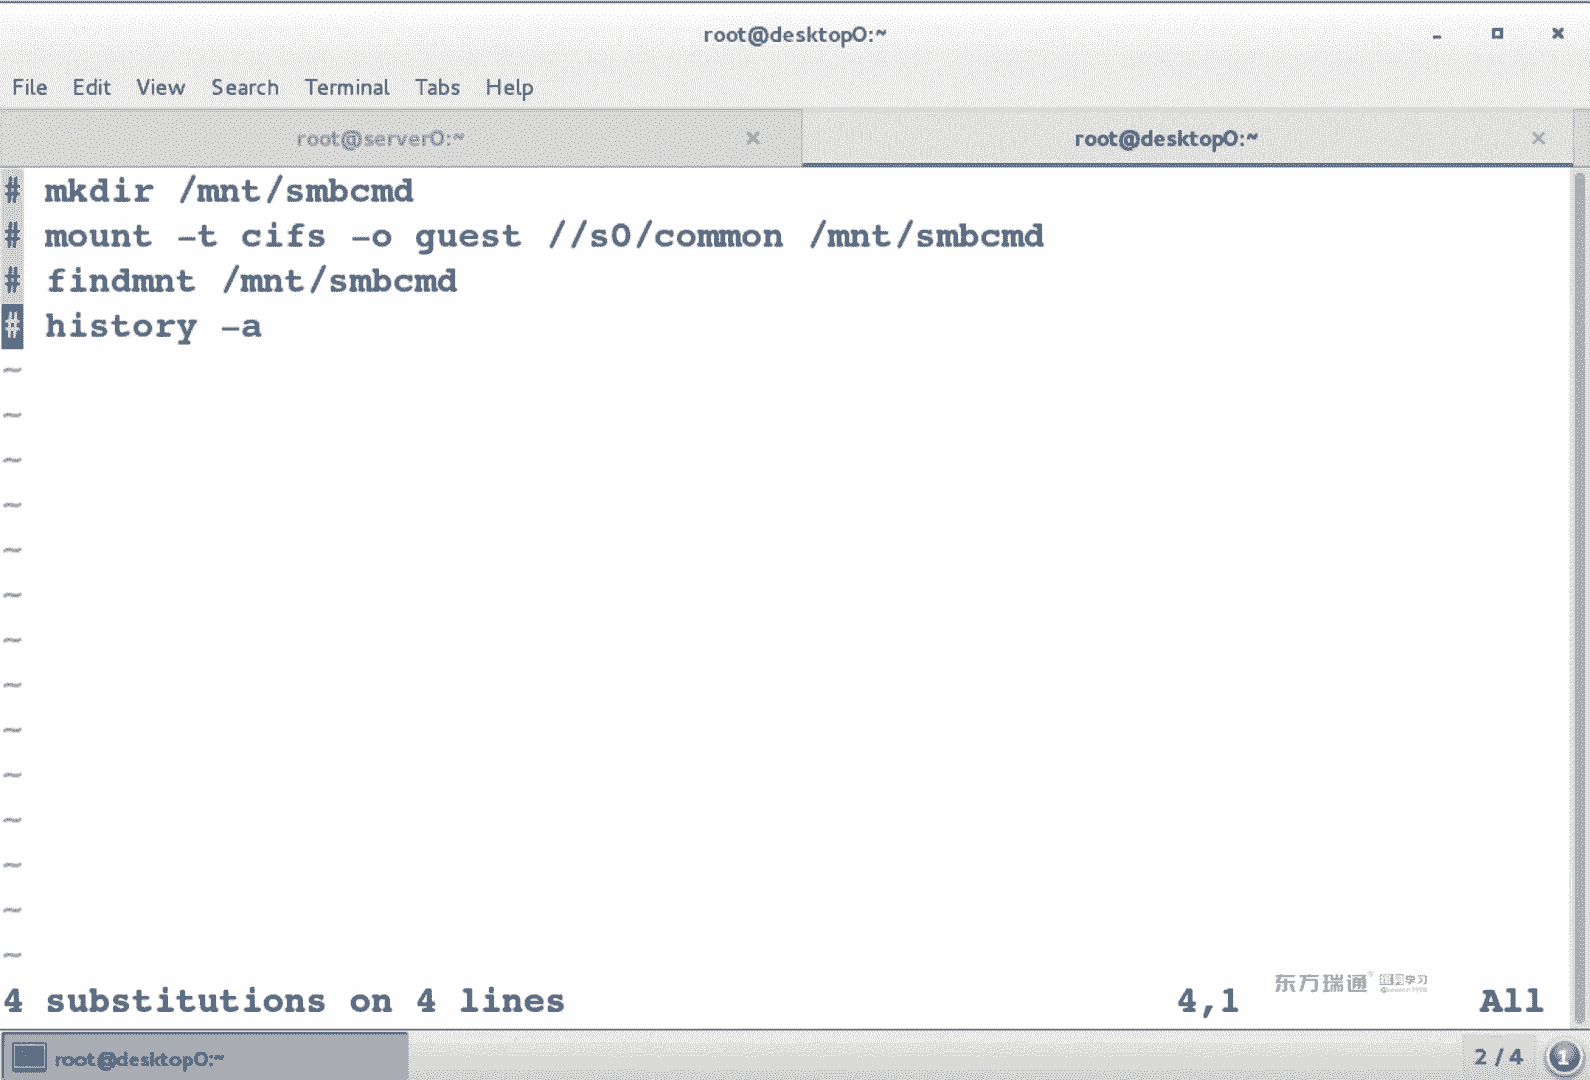 root@desktop0:~
File Edit View Search Terminal Tabs Help
root@server0:~
root@desktop0:~
# mkdir /mnt/smbcmd
# mount -t cifs -o guest //s0/common /mnt/smbcmd
# findmnt /mnt/smbcmd
# history -a
~
~
~
~
~
~
~
~
~
~
~
~
~
~
4 substitutions on 4 lines 4,1 All
东方瑞通 学习
root@desktop0:~ 2 / 4 1